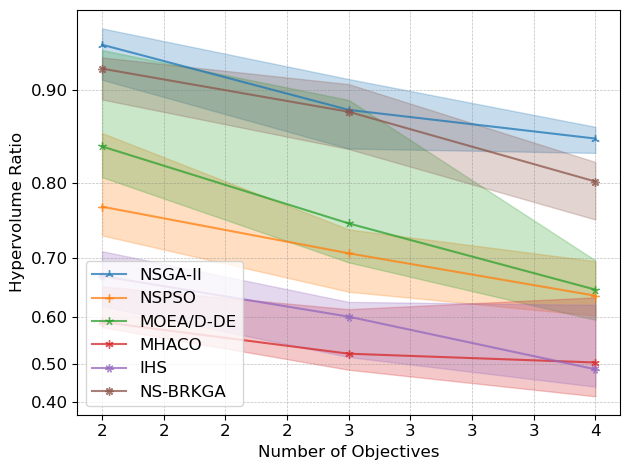 Hypervolume Ratio
0.90
0.80
0.70
0.60
0.50
0.40
NSGA-II
NSPSO
MOEA/D-DE
MHACO
IHS
NS-BRKGA
2 2 2 2 3 3 3 3 4
Number of Objectives